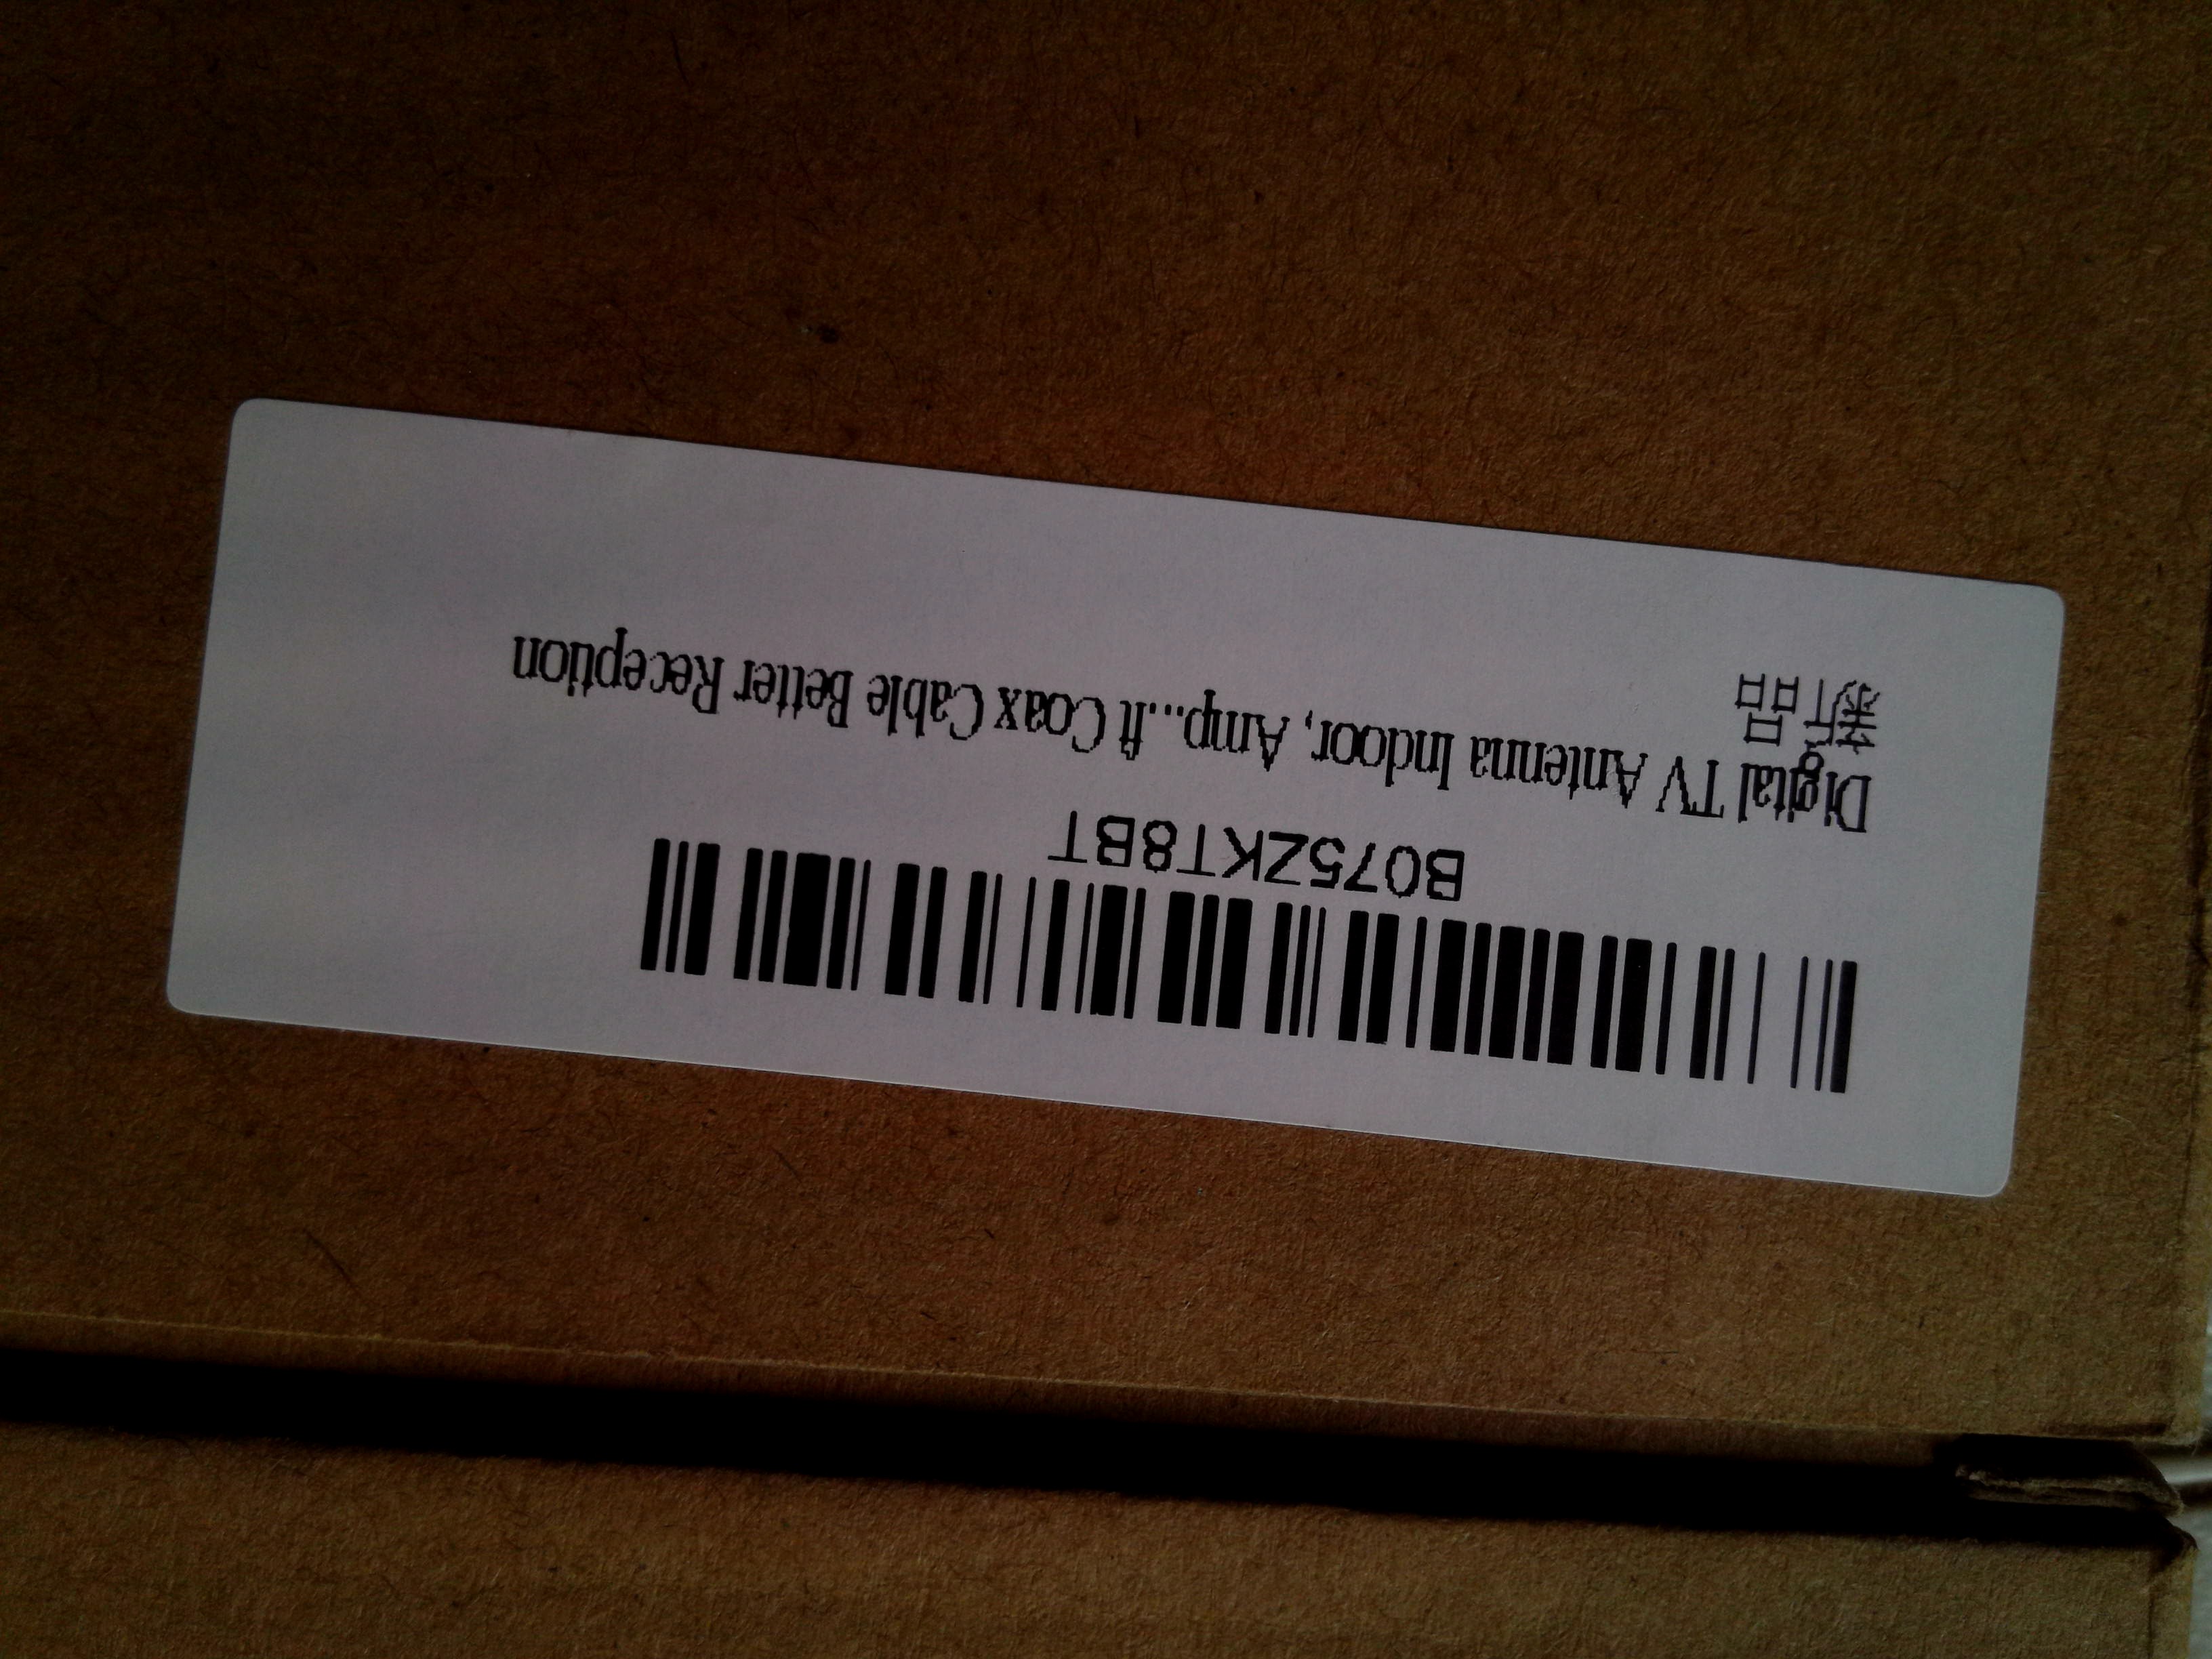 B075ZKT8BT
Digital TV Antenna Indoor, Amp...ft Coax Cable Better Reception
新品